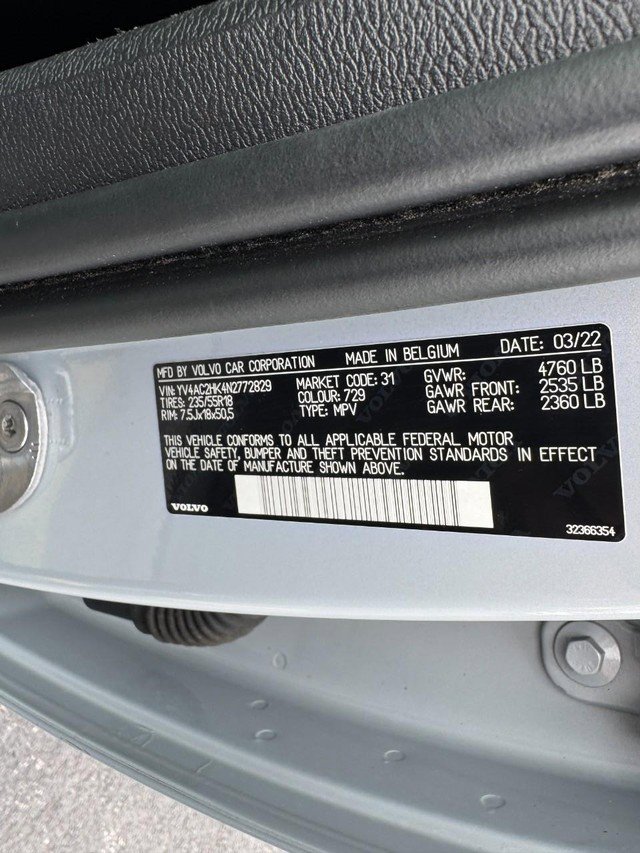 MFD BY VOLVO CAR CORPORATION MADE IN BELGIUM DATE: 03/22
VIN: YV4AC2HK4N2772829 MARKET CODE: 31 GVWR: 4760 LB
TIRES: 235/55R18 COLOUR: 729 GAWR FRONT: 2535 LB
RIM: 7.5Jx18x50,5 TYPE: MPV GAWR REAR: 2360 LB
THIS VEHICLE CONFORMS TO ALL APPLICABLE FEDERAL MOTOR
VEHICLE SAFETY, BUMPER AND THEFT PREVENTION STANDARDS IN EFFECT
ON THE DATE OF MANUFACTURE SHOWN ABOVE.
VOLVO 32366354